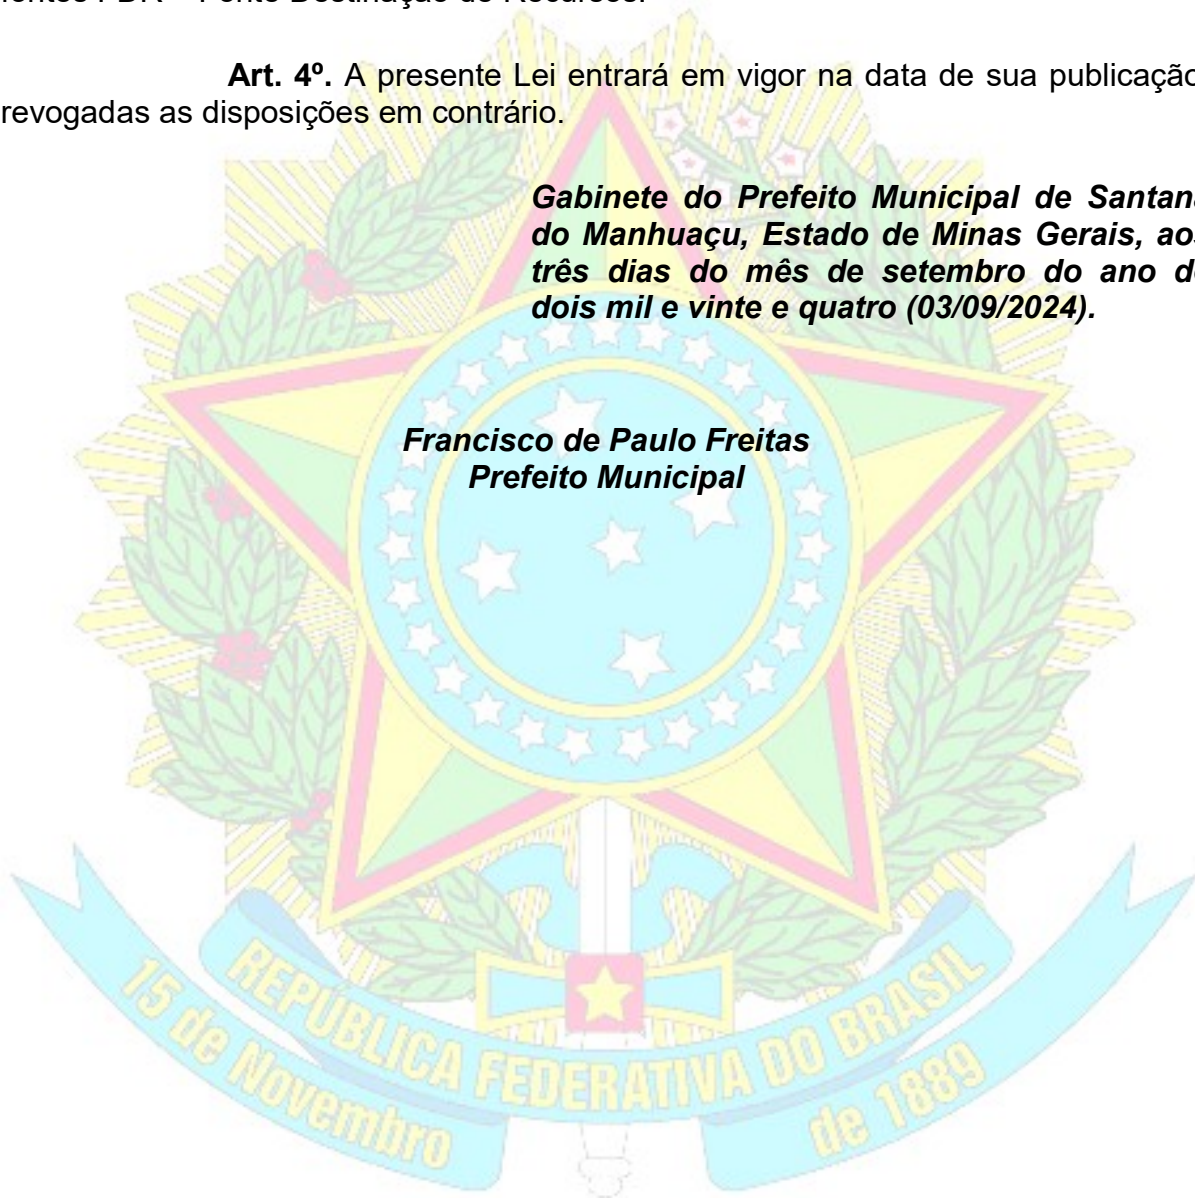 Art. 4º. A presente Lei entrará em vigor na data de sua publicação
revogadas as disposições em contrário.
Gabinete do Prefeito Municipal de Santana
do Manhuaçu, Estado de Minas Gerais, aos
três dias do mês de setembro do ano de
dois mil e vinte e quatro (03/09/2024).
Francisco de Paulo Freitas
Prefeito Municipal
REPÚBLICA FEDERATIVA DO BRASIL
15 de Novembro
de 1889